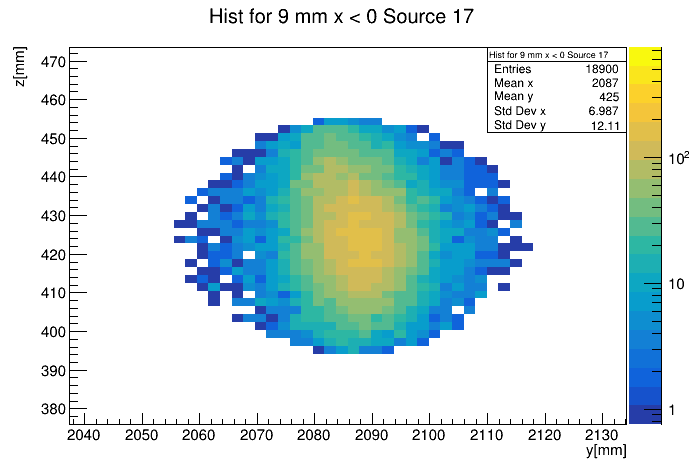 Hist for 9 mm x < 0 Source 17
z[mm]
Hist for 9 mm x < 0 Source 17
Entries 18900
Mean x 2087
Mean y 425
Std Dev x 6.987
Std Dev y 12.11
470
460
450
440
430
420
410
400
390
380
2040 2050 2060 2070 2080 2090 2100 2110 2120 2130
y[mm]
10²
10
1